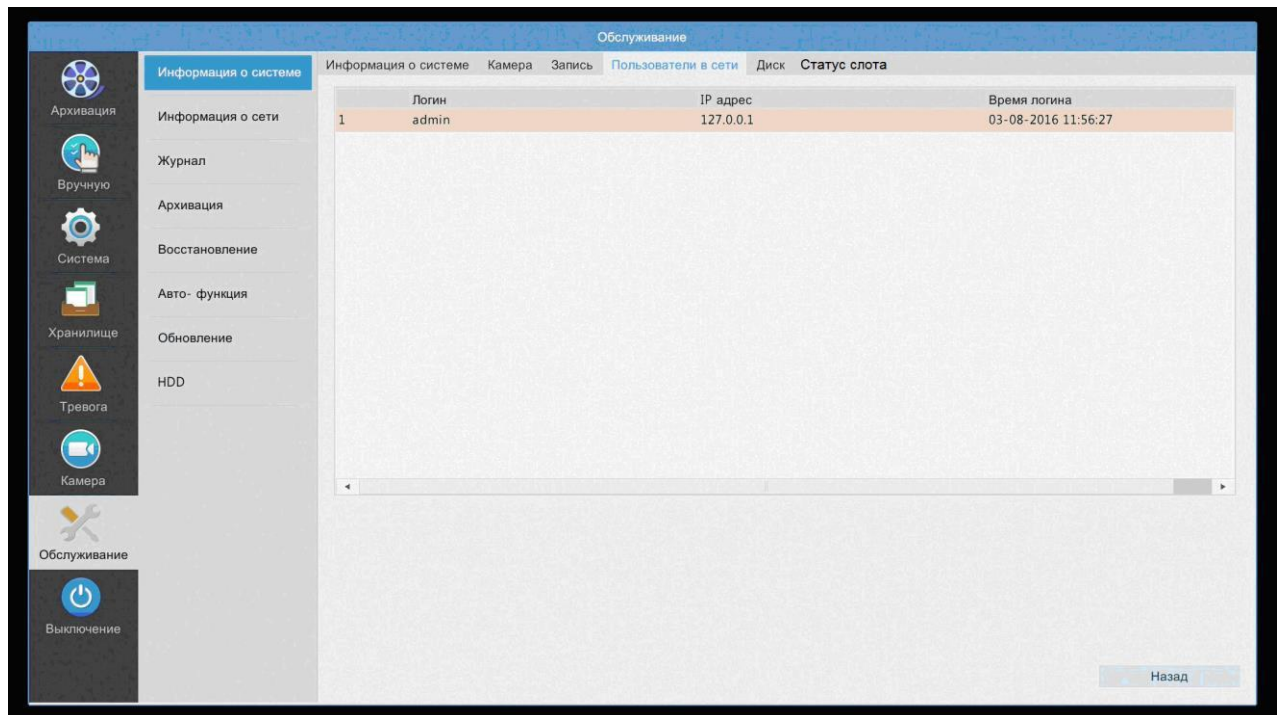 Обслуживание
Архивация
Вручную
Система
Хранилище
Тревога
Камера
Обслуживание
Выключение
Информация о системе
Информация о сети
Журнал
Архивация
Восстановление
Авто- функция
Обновление
HDD
Информация о системе Камера Запись Пользователи в сети Диск Статус слота
Логин IP адрес Время логина
1 admin 127.0.0.1 03-08-2016 11:56:27
Назад